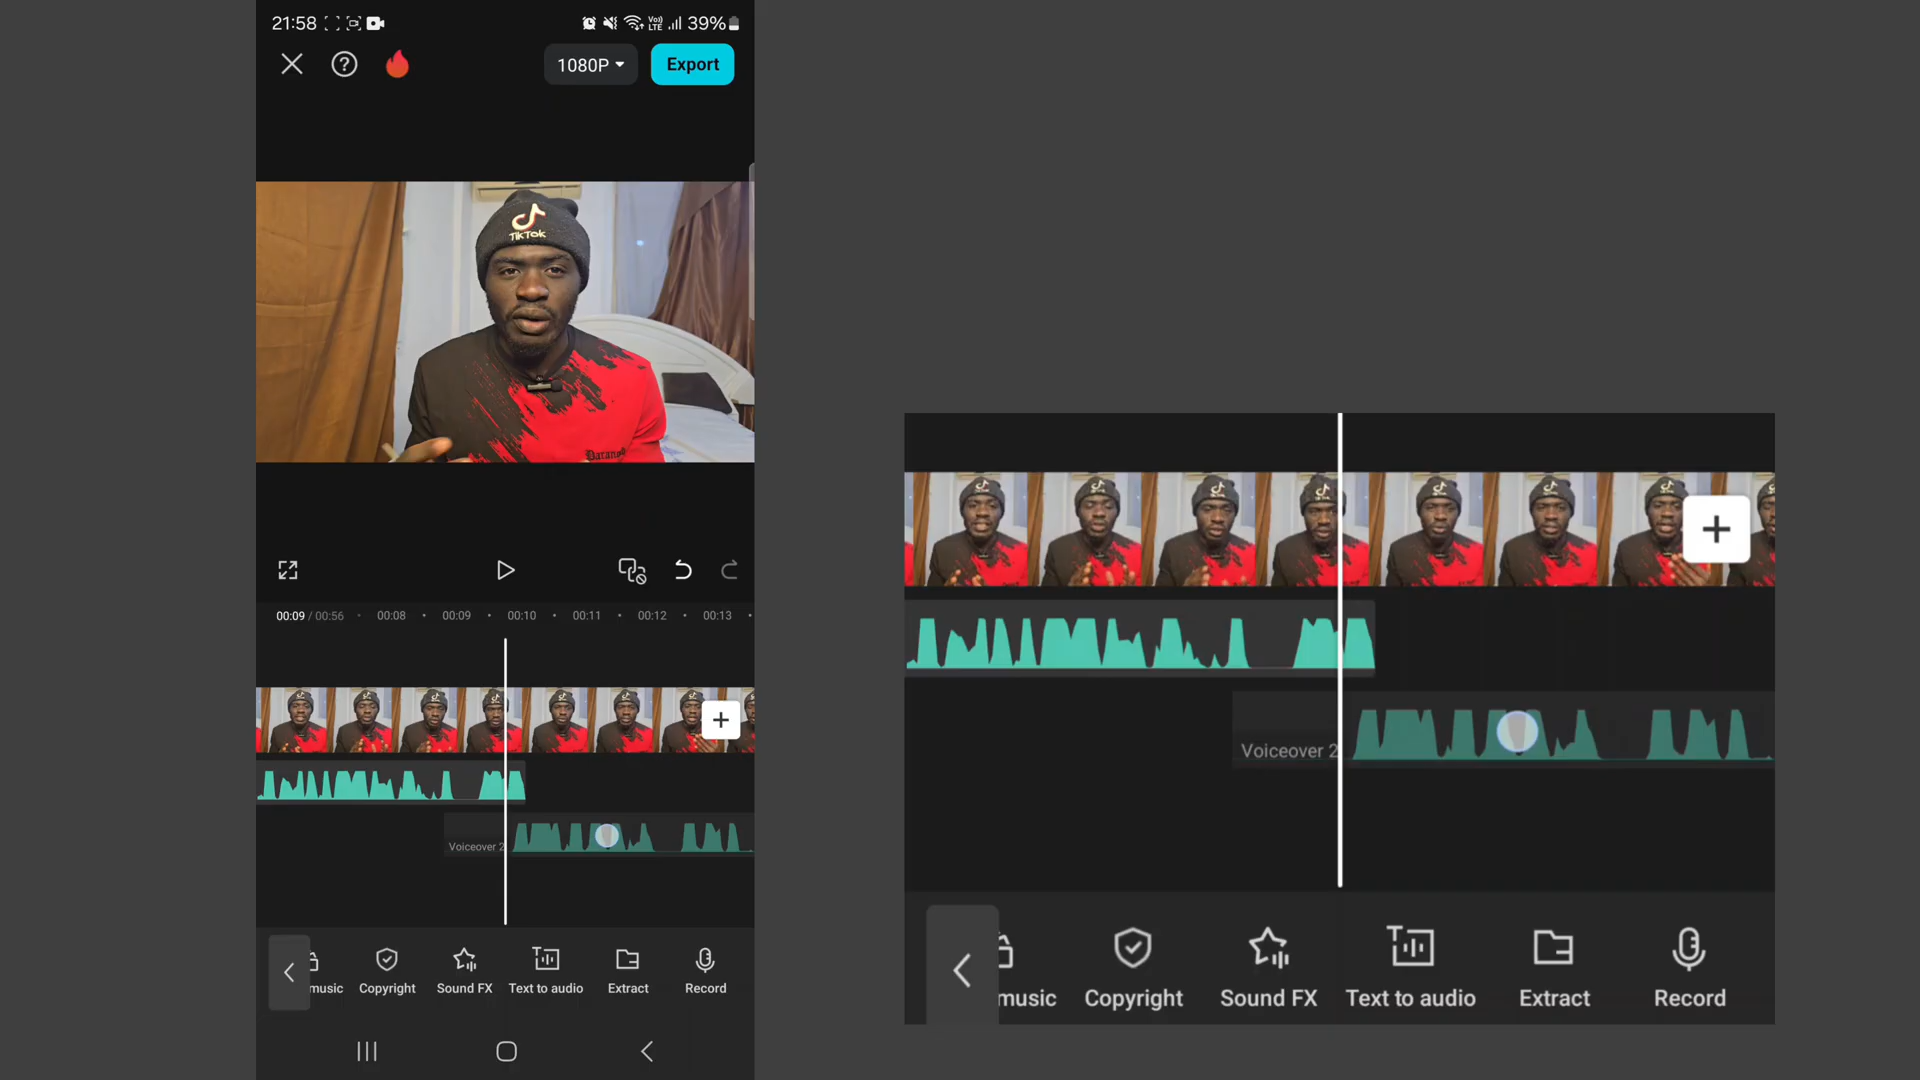 21:58
Vo))
LTE
39%
1080P
Export
TikTok
00:09 / 00:56
00:08
00:09
00:10
00:11
00:12
00:13
Voiceover 2
music
Copyright
Sound FX
Text to audio
Extract
Record
Voiceover 2
music
Copyright
Sound FX
Text to audio
Extract
Record